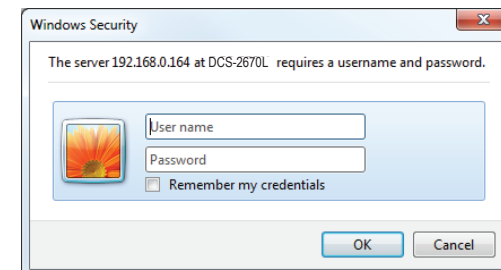 Windows Security
The server 192.168.0.164 at DCS-2670L requires a username and password.
User name
Password
Remember my credentials
OK Cancel